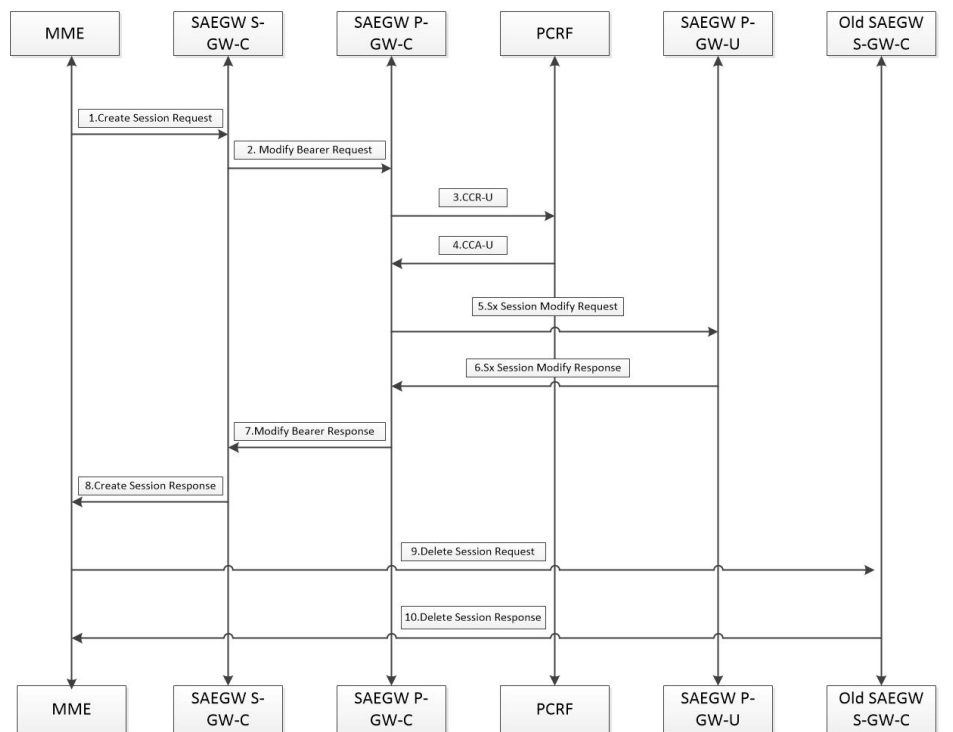 MME
SAEGW S-
GW-C
SAEGW P-
GW-C
PCRF
SAEGW P-
GW-U
Old SAEGW
S-GW-C
1.Create Session Request
2. Modify Bearer Request
3.CCR-U
4.CCA-U
5.Sx Session Modify Request
6.Sx Session Modify Response
7.Modify Bearer Response
8.Create Session Response
9.Delete Session Request
10.Delete Session Response
MME
SAEGW S-
GW-C
SAEGW P-
GW-C
PCRF
SAEGW P-
GW-U
Old SAEGW
S-GW-C